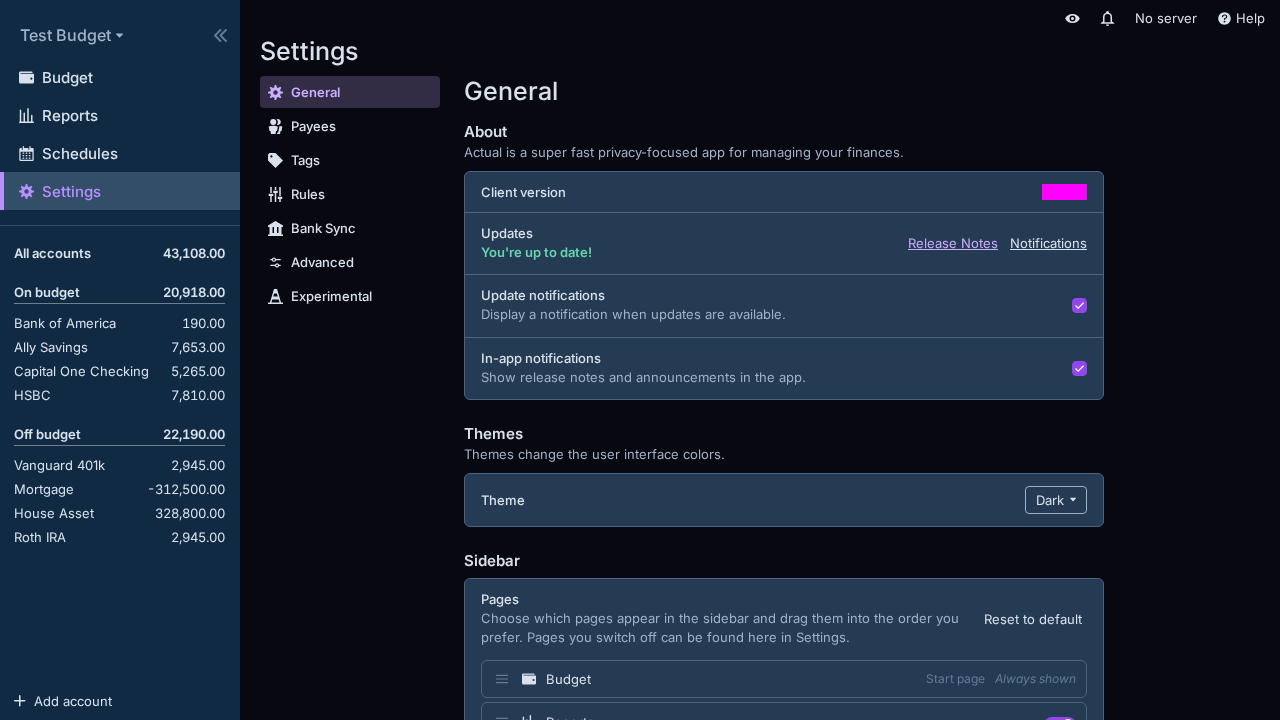 Test Budget
Budget
Reports
Schedules
Settings
All accounts 43,108.00
On budget 20,918.00
Bank of America 190.00
Ally Savings 7,653.00
Capital One Checking 5,265.00
HSBC 7,810.00
Off budget 22,190.00
Vanguard 401k 2,945.00
Mortgage -312,500.00
House Asset 328,800.00
Roth IRA 2,945.00
Add account
No server Help
Settings
General
Payees
Tags
Rules
Bank Sync
Advanced
Experimental
General
About
Actual is a super fast privacy-focused app for managing your finances.
Client version
Updates
You're up to date!
Release Notes Notifications
Update notifications
Display a notification when updates are available.
In-app notifications
Show release notes and announcements in the app.
Themes
Themes change the user interface colors.
Theme Dark
Sidebar
Pages
Choose which pages appear in the sidebar and drag them into the order you
prefer. Pages you switch off can be found here in Settings.
Reset to default
Budget Start page Always shown
Reports